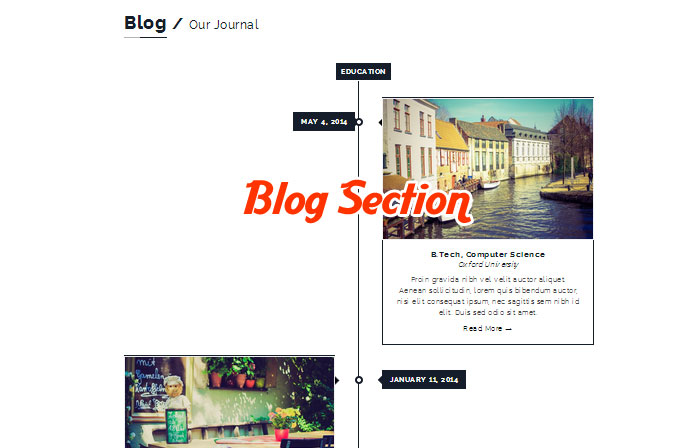 Blog / Our Journal
EDUCATION
MAY 4, 2014
Blog Section
B.Tech, Computer Science
Oxford University
Proin gravida nibh vel velit auctor aliquet.
Aenean sollicitudin, lorem quis bibendum auctor,
nisi elit consequat ipsum, nec sagittis sem nibh id
elit. Duis sed odio sit amet.
Read More →
JANUARY 11, 2014
mit